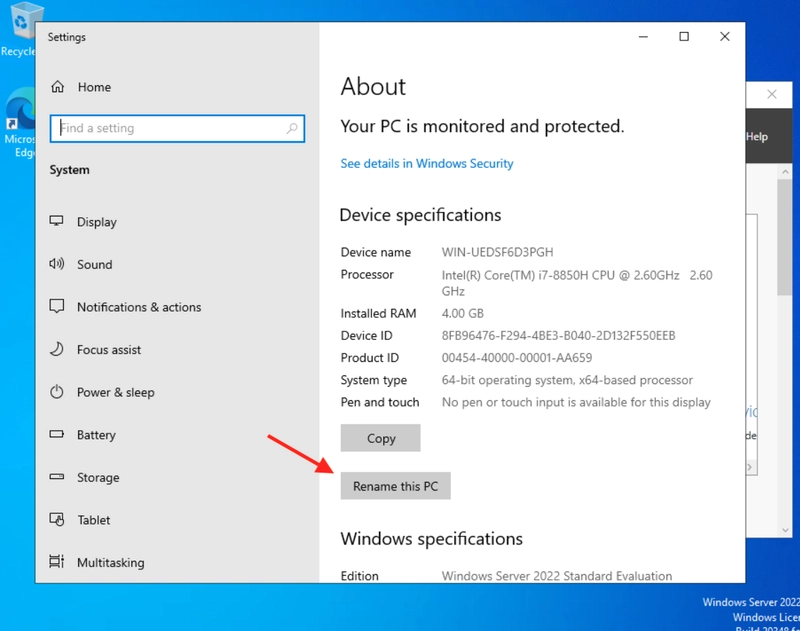 Recycle
Micros
Edg
Settings
Home
Find a setting
System
Display
Sound
Notifications & actions
Focus assist
Power & sleep
Battery
Storage
Tablet
Multitasking
About
Your PC is monitored and protected.
See details in Windows Security
Device specifications
Device name WIN-UEDSF6D3PGH
Processor Intel(R) Core(TM) i7-8850H CPU @ 2.60GHz 2.60
GHz
Installed RAM 4.00 GB
Device ID 8FB96476-F294-4BE3-B040-2D132F550EEB
Product ID 00454-40000-00001-AA659
System type 64-bit operating system, x64-based processor
Pen and touch No pen or touch input is available for this display
Copy
Rename this PC
Windows specifications
Edition Windows Server 2022 Standard Evaluation
Help
Windows Server 2022
Windows Lice